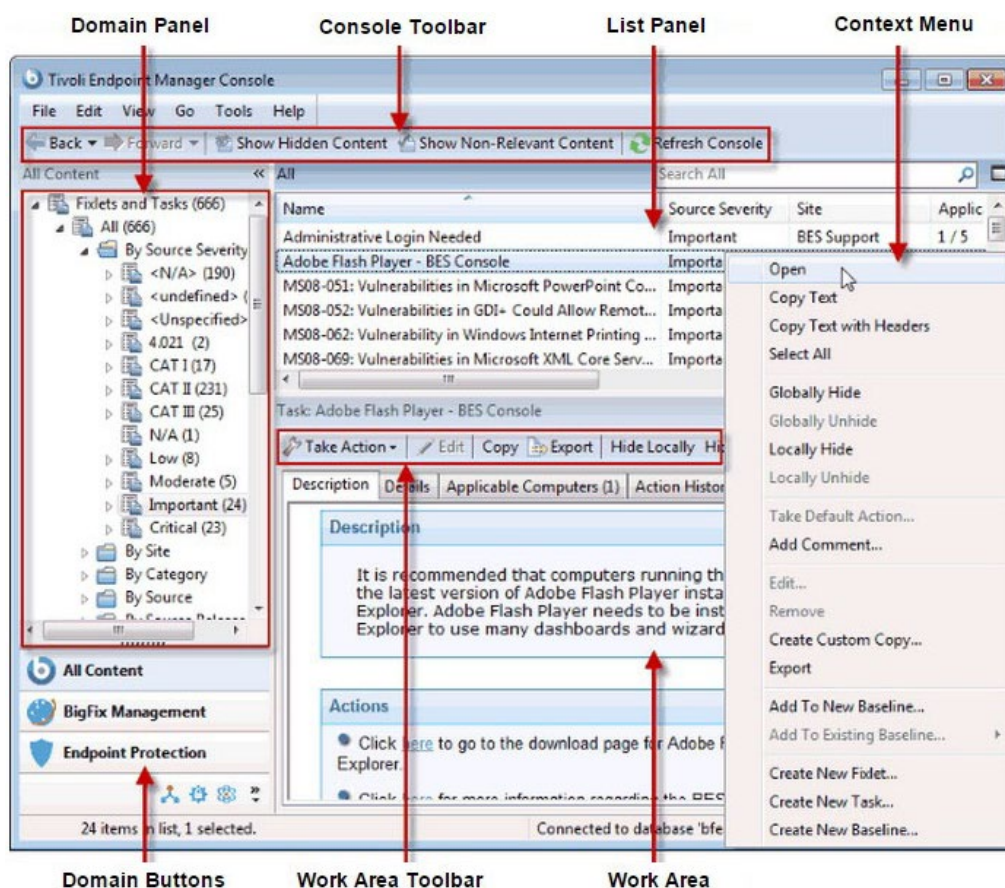 Domain Panel Console Toolbar List Panel Context Menu
Tivoli Endpoint Manager Console
File Edit View Go Tools Help
Back Forward Show Hidden Content Show Non-Relevant Content Refresh Console
All Content « All Search All
Fixlets and Tasks (666)
All (666)
By Source Severity
<N/A> (190)
<undefined> (
<Unspecified>
4.021 (2)
CAT I (17)
CAT II (231)
CAT III (25)
N/A (1)
Low (8)
Moderate (5)
Important (24)
Critical (23)
By Site
By Category
By Source
By Source Release
All Content
BigFix Management
Endpoint Protection
»
Name Source Severity Site Applic
Administrative Login Needed Important BES Support 1 / 5
Adobe Flash Player - BES Console Importa
MS08-051: Vulnerabilities in Microsoft PowerPoint Co... Importa
MS08-052: Vulnerabilities in GDI+ Could Allow Remot... Importa
MS08-062: Vulnerability in Windows Internet Printing ... Importa
MS08-069: Vulnerabilities in Microsoft XML Core Serv... Importa
Task: Adobe Flash Player - BES Console
Take Action Edit Copy Export Hide Locally Hi
Description Details Applicable Computers (1) Action Histor
Description
It is recommended that computers running th
the latest version of Adobe Flash Player insta
Explorer. Adobe Flash Player needs to be inst
Explorer to use many dashboards and wizard
Actions
Click here to go to the download page for Adobe F
Explorer.
Click here for more information regarding the BES
Open
Copy Text
Copy Text with Headers
Select All
Globally Hide
Globally Unhide
Locally Hide
Locally Unhide
Take Default Action...
Add Comment...
Edit...
Remove
Create Custom Copy...
Export
Add To New Baseline...
Add To Existing Baseline...
Create New Fixlet...
Create New Task...
Create New Baseline...
24 items in list, 1 selected. Connected to database 'bfe
Domain Buttons Work Area Toolbar Work Area